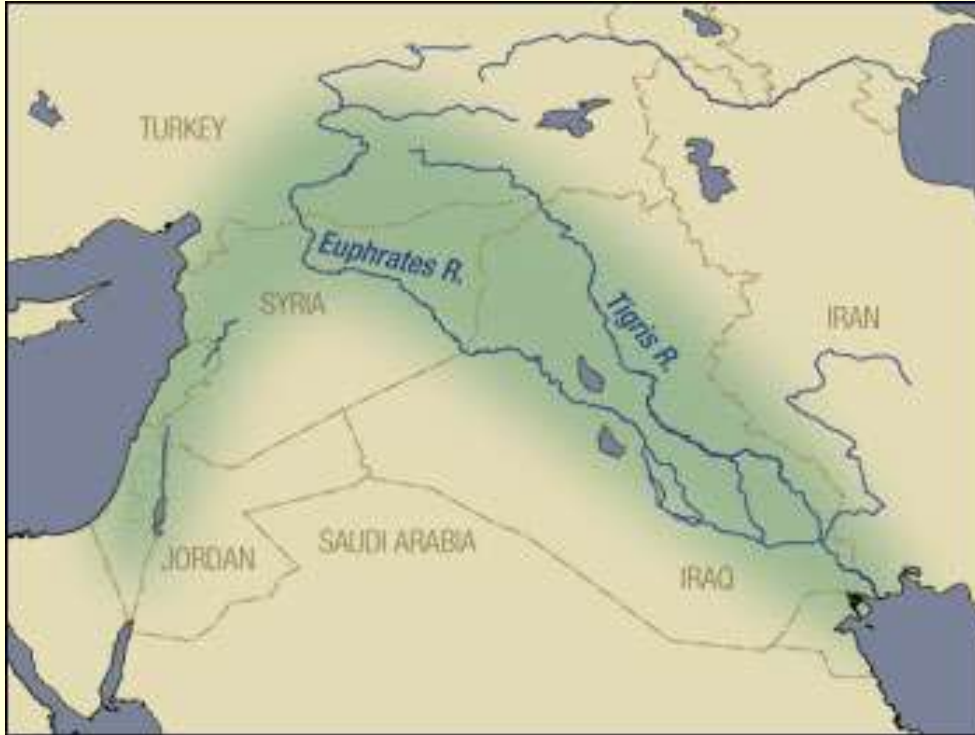 TURKEY
Euphrates R.
SYRIA
Tigris R.
IRAN
SAUDI ARABIA
JORDAN
IRAQ